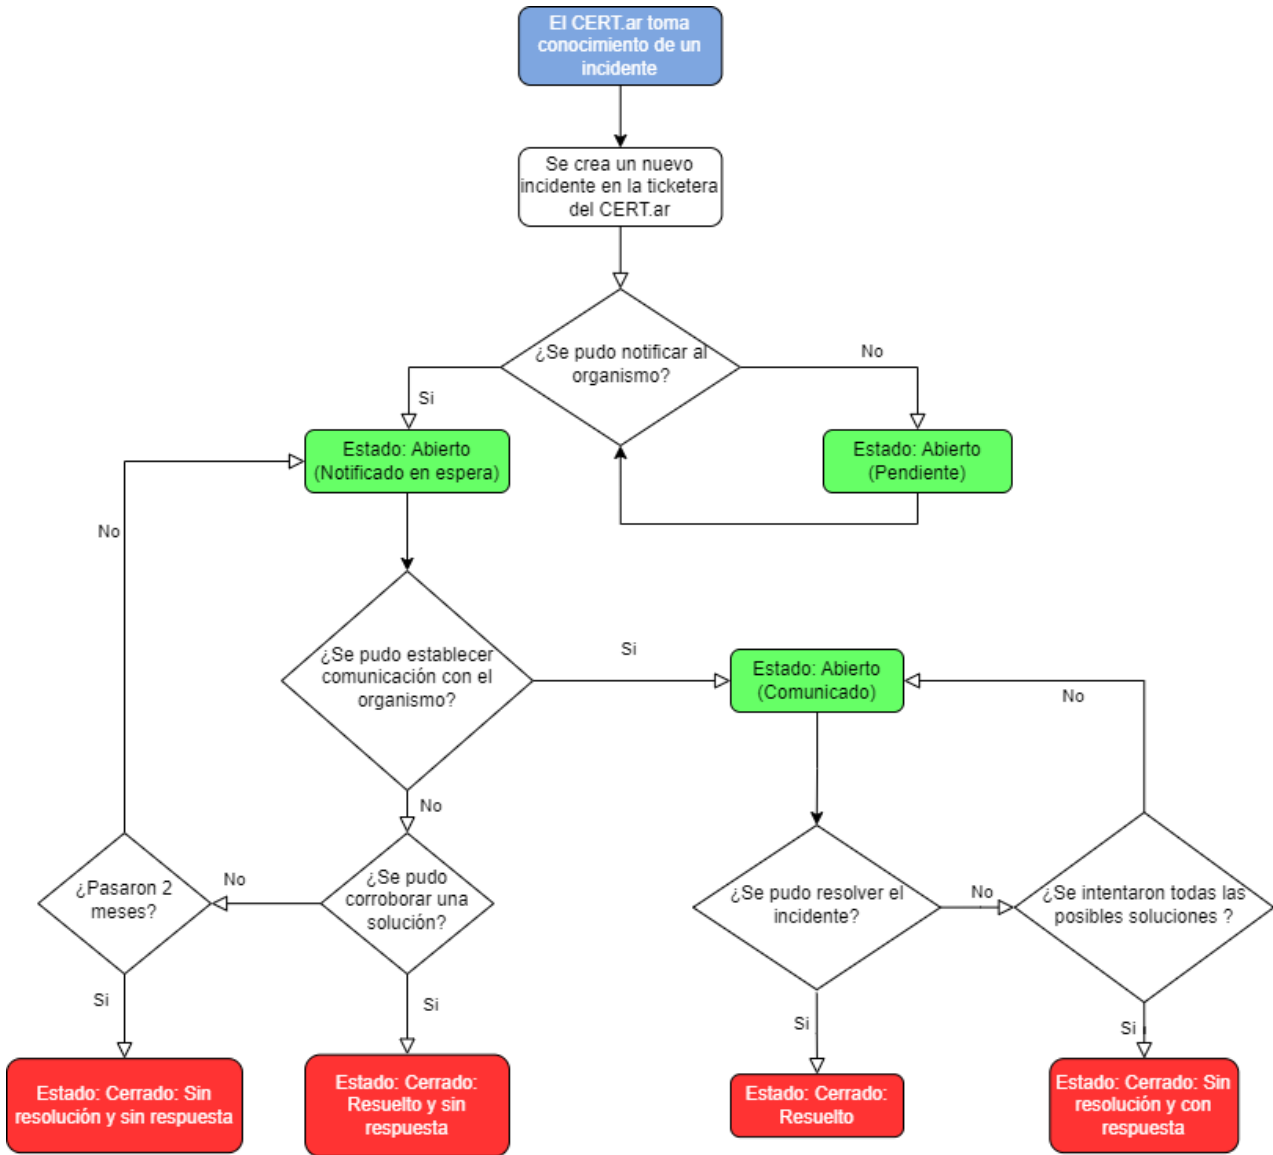 El CERT.ar toma
conocimiento de un
incidente
Se crea un nuevo
incidente en la ticketera
del CERT.ar
¿Se pudo notificar al
organismo?
No
Si
Estado: Abierto
(Notificado en espera)
Estado: Abierto
(Pendiente)
No
¿Se pudo establecer
comunicación con el
organismo?
Si
Estado: Abierto
(Comunicado)
No
No
¿Pasaron 2
meses?
No
¿Se pudo
corroborar una
solución?
¿Se pudo resolver el
incidente?
No
¿Se intentaron todas las
posibles soluciones ?
Si
Si
Si
Si
Estado: Cerrado: Sin
resolución y sin respuesta
Estado: Cerrado:
Resuelto y sin
respuesta
Estado: Cerrado:
Resuelto
Estado: Cerrado: Sin
resolución y con
respuesta